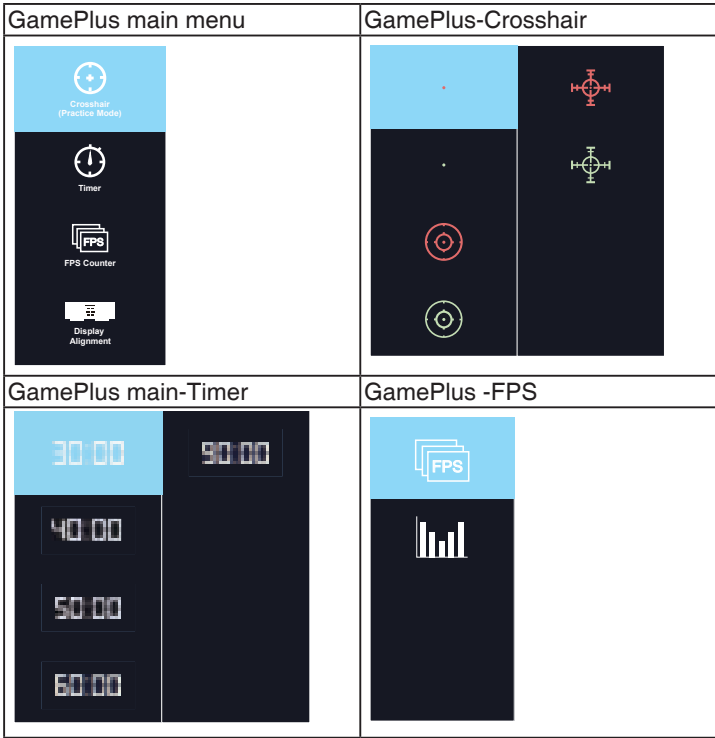 GamePlus main menu
GamePlus-Crosshair
Crosshair
(Practice Mode)
Timer
FPS
FPS Counter
Display
Alignment
GamePlus main-Timer
GamePlus -FPS
30:00
90:00
40:00
50:00
60:00
FPS